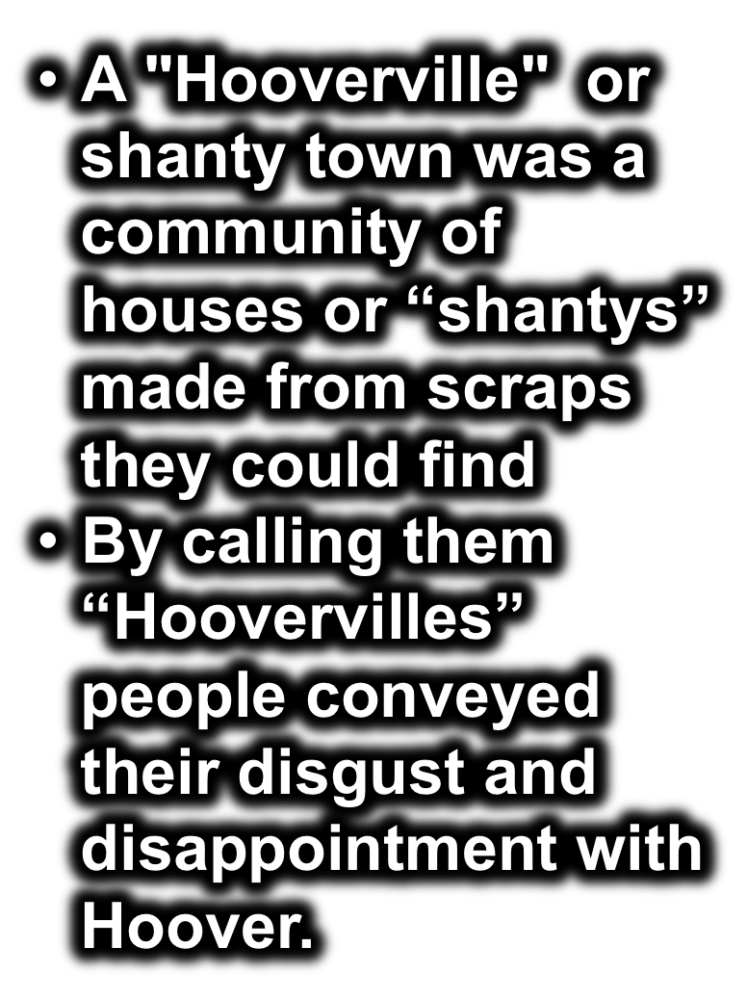 • A "Hooverville"  or
shanty town was a
community of
houses or “shantys”
made from scraps
they could find
• By calling them
“Hoovervilles”
people conveyed
their disgust and
disappointment with
Hoover.